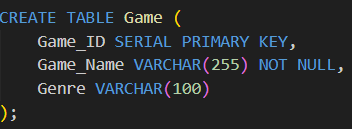 CREATE TABLE Game (
    Game_ID SERIAL PRIMARY KEY,
    Game_Name VARCHAR(255) NOT NULL,
    Genre VARCHAR(100)
);